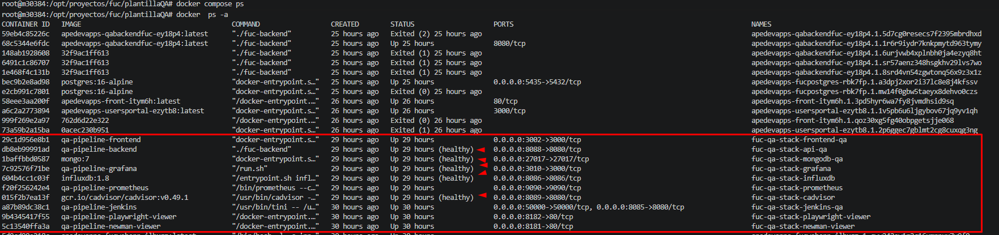 root@m30384:/opt/proyectos/fuc/plantillaQA# docker compose ps
root@m30384:/opt/proyectos/fuc/plantillaQA# docker  ps -a
CONTAINER ID   IMAGE   COMMAND   CREATED   STATUS   PORTS   NAMES
59eb4c85226c   apedevapps-qabackendfuc-ey18p4:latest   "./fuc-backend"   25 hours ago   Exited (2) 25 hours ago   apedevapps-qabackendfuc-ey18p4.1.5d7cg0resecs7f2395mbrdhxd
68c5344e6fdc   apedevapps-qabackendfuc-ey18p4:latest   "./fuc-backend"   25 hours ago   Up 25 hours   8080/tcp   apedevapps-qabackendfuc-ey18p4.1.1r6r9iydr7knkpmytd963tymy
148ab1928608   32f9ac1ff613   "./fuc-backend"   25 hours ago   Exited (1) 25 hours ago   apedevapps-qabackendfuc-ey18p4.1.6urjvwb4xplnbh0ja4ezyq8ht
6491c1c86707   32f9ac1ff613   "./fuc-backend"   25 hours ago   Exited (1) 25 hours ago   apedevapps-qabackendfuc-ey18p4.1.sr57aenz348hsgkhv29lvs7wo
1e468f4c131b   32f9ac1ff613   "./fuc-backend"   25 hours ago   Exited (1) 25 hours ago   apedevapps-qabackendfuc-ey18p4.1.8srd4vn54zgwtonq56x9z3x1z
bec9b2e8ad98   postgres:16-alpine   "docker-entrypoint.s…"   25 hours ago   Up 25 hours   0.0.0.0:5435->5432/tcp   apedevapps-fucpostgres-rbk7fp.1.a3dpj2xor2i37lc8e8j4kfssv
e2cb991c7801   postgres:16-alpine   "docker-entrypoint.s…"   25 hours ago   Exited (0) 25 hours ago   apedevapps-fucpostgres-rbk7fp.1.mw14f0gbw5taeyx8dehvo0czs
58eee3aa200f   apedevapps-front-itym6h:latest   "/docker-entrypoint.…"   26 hours ago   Up 26 hours   80/tcp   apedevapps-front-itym6h.1.3pd5hyr6wa7fy8jvmdhsid9sq
a6c2a2773894   apedevapps-usersportal-ezytb8:latest   "docker-entrypoint.s…"   26 hours ago   Up 26 hours   3000/tcp   apedevapps-usersportal-ezytb8.1.1v5pb6u6ljgybov67jq9yv1qh
999f269e2a97   762d6d22e322   "/docker-entrypoint.…"   26 hours ago   Exited (0) 26 hours ago   apedevapps-front-itym6h.1.qoz30xg5fg40obpgetsjje068
73a59b2a15ba   0acec230b951   "docker-entrypoint.s…"   26 hours ago   Exited (1) 26 hours ago   apedevapps-usersportal-ezytb8.1.2p6ggec7gblmt2cg8cuxqg3ng
29c1d956e8b1   qa-pipeline-frontend   "docker-entrypoint.s…"   29 hours ago   Up 29 hours   0.0.0.0:3002->3000/tcp   fuc-qa-stack-frontend-qa
db8eb99991ad   qa-pipeline-backend   "./fuc-backend"   29 hours ago   Up 29 hours (healthy)   0.0.0.0:8088->8080/tcp   fuc-qa-stack-api-qa
1baffbbd0587   mongo:7   "docker-entrypoint.s…"   29 hours ago   Up 29 hours (healthy)   0.0.0.0:27017->27017/tcp   fuc-qa-stack-mongodb-qa
7c92576f71be   qa-pipeline-grafana   "/run.sh"   29 hours ago   Up 29 hours (healthy)   0.0.0.0:3010->3000/tcp   fuc-qa-stack-grafana
604b4cc1c03f   influxdb:1.8   "/entrypoint.sh infl…"   29 hours ago   Up 29 hours (healthy)   0.0.0.0:8086->8086/tcp   fuc-qa-stack-influxdb
f20f256242e4   qa-pipeline-prometheus   "/bin/prometheus --c…"   29 hours ago   Up 29 hours   0.0.0.0:9090->9090/tcp   fuc-qa-stack-prometheus
015f2b7ea13f   gcr.io/cadvisor/cadvisor:v0.49.1   "/usr/bin/cadvisor -…"   29 hours ago   Up 29 hours (healthy)   0.0.0.0:8089->8080/tcp   fuc-qa-stack-cadvisor
a87b89dc38c1   qa-pipeline-jenkins   "/usr/bin/tini -- /u…"   30 hours ago   Up 30 hours   0.0.0.0:50000->50000/tcp, 0.0.0.0:8085->8080/tcp   fuc-qa-stack-jenkins-qa
9b4345417f55   qa-pipeline-playwright-viewer   "/docker-entrypoint.…"   30 hours ago   Up 30 hours   0.0.0.0:8182->80/tcp   fuc-qa-stack-playwright-viewer
5c13540ffa3a   qa-pipeline-newman-viewer   "/docker-entrypoint.…"   30 hours ago   Up 30 hours   0.0.0.0:8181->80/tcp   fuc-qa-stack-newman-viewer